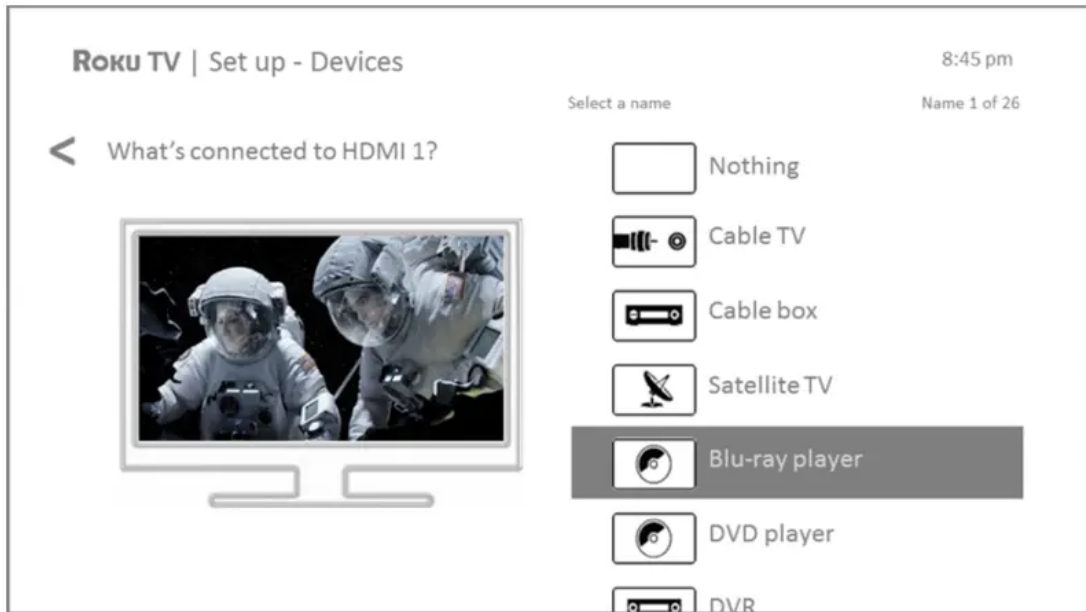 ROKU TV | Set up - Devices
8:45 pm
Select a name
Name 1 of 26
< What's connected to HDMI 1?
Nothing
Cable TV
Cable box
Satellite TV
Blu-ray player
DVD player
DVR